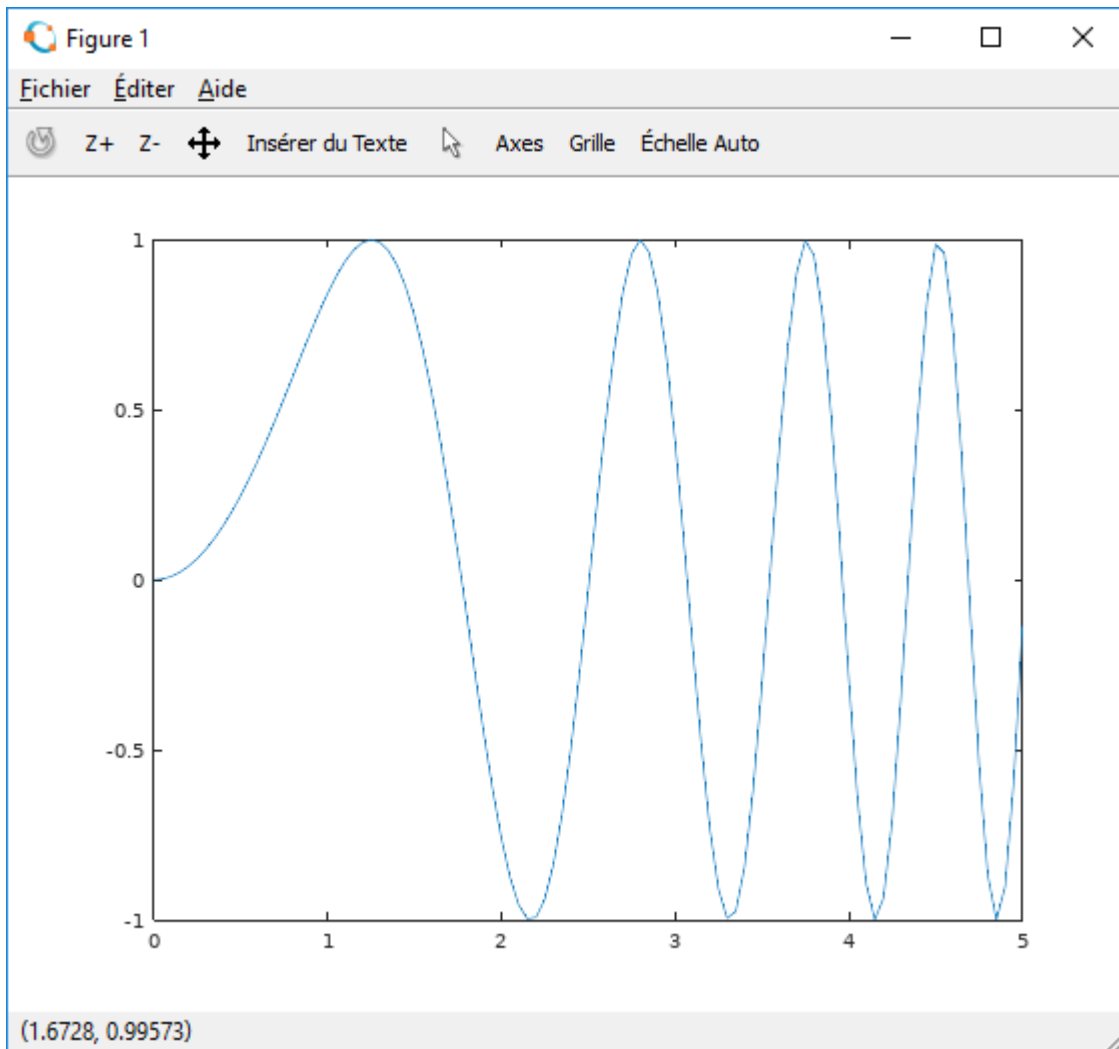 Figure 1
Fichier Éditer Aide
Z+ Z- Insérer du Texte Axes Grille Échelle Auto
1
0.5
0
-0.5
-1
0 1 2 3 4 5
(1.6728, 0.99573)